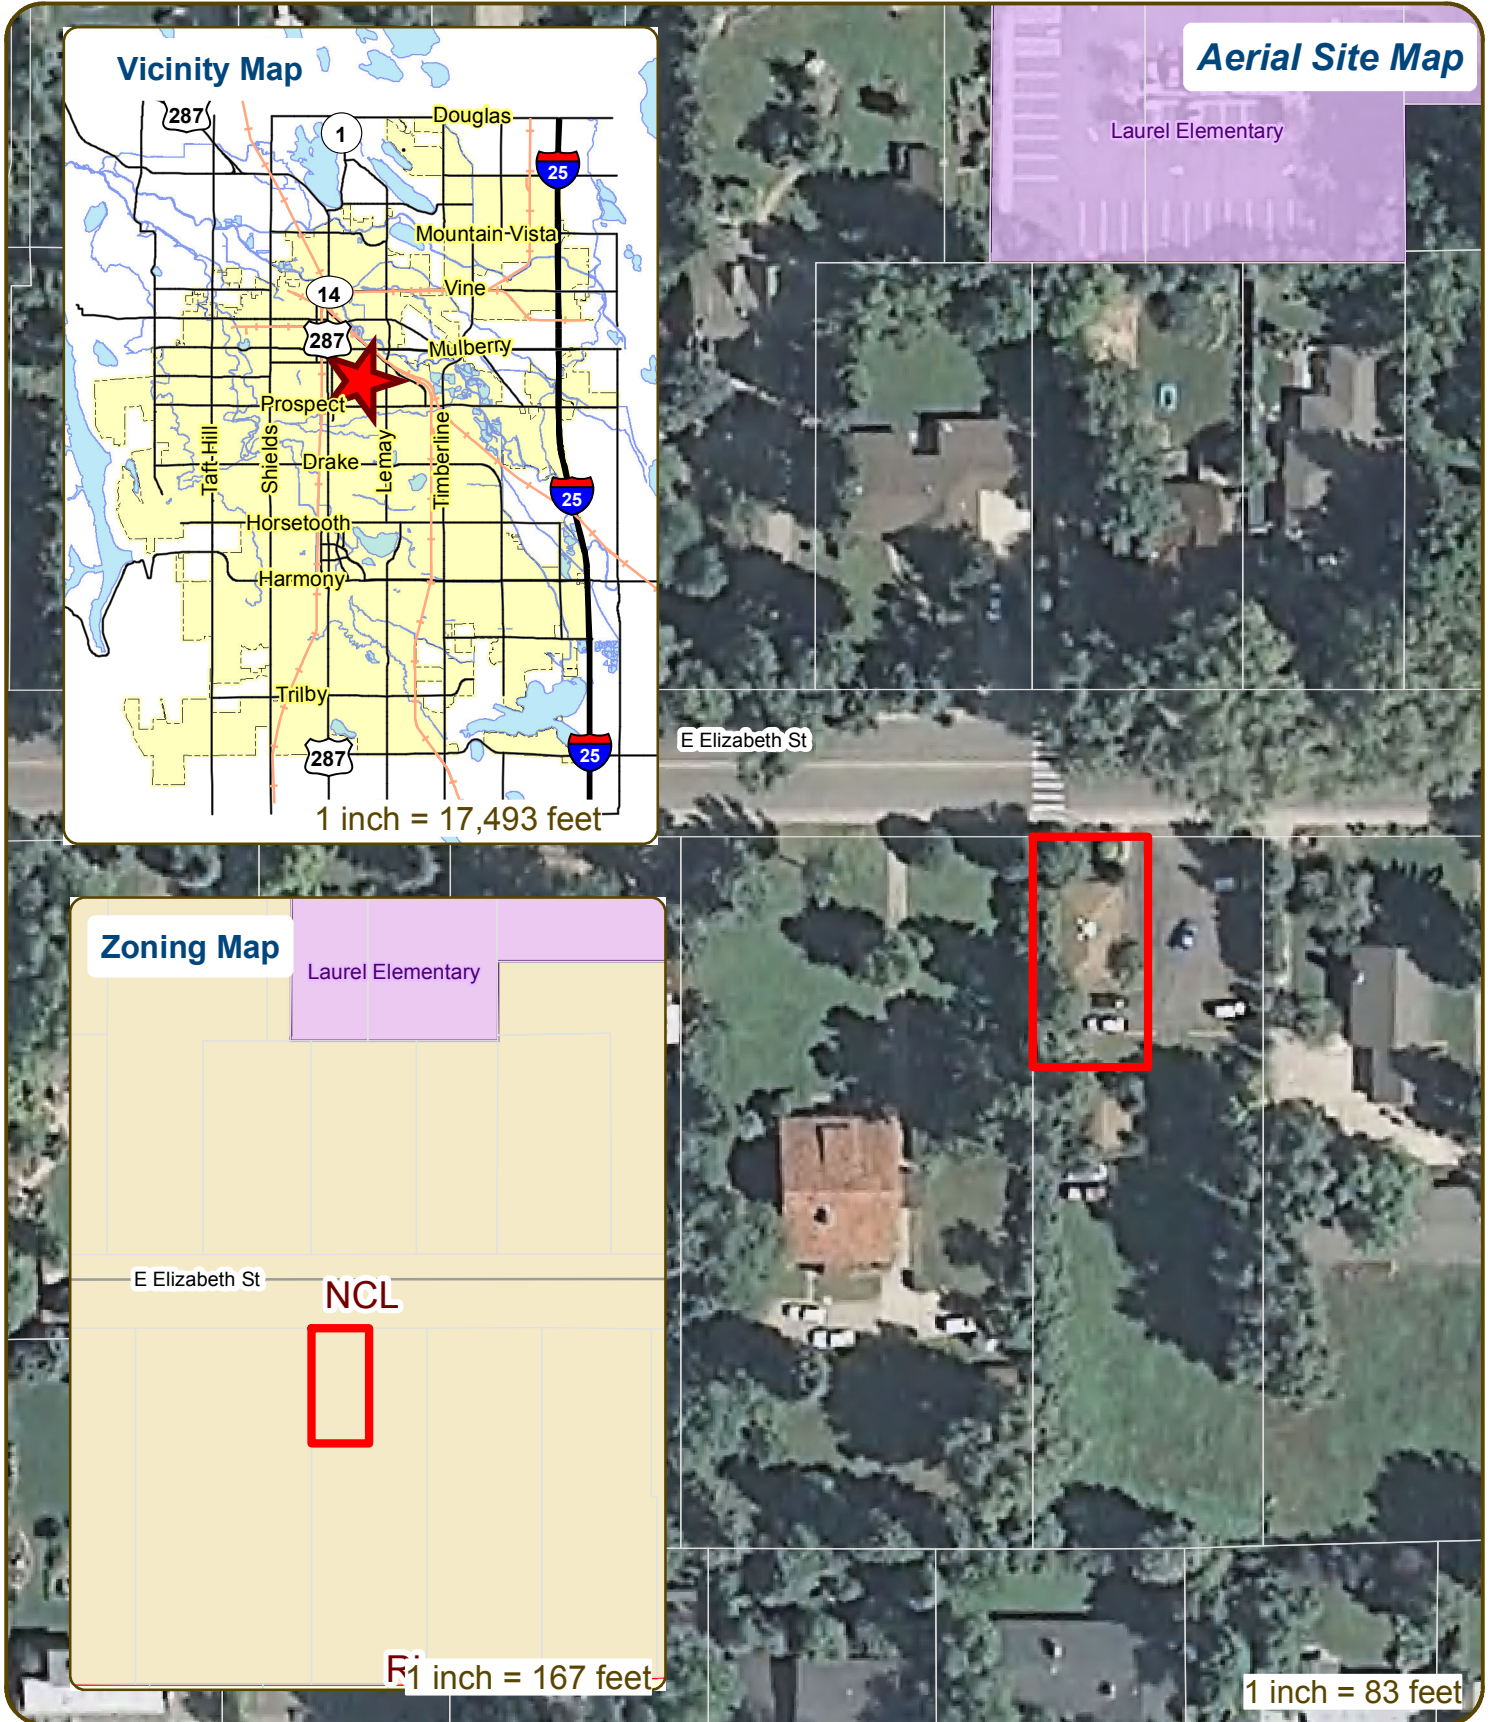 Vicinity Map
287
1
Douglas
25
Mountain-Vista
14
Vine
287
Mulberry
Prospect
Taft-Hill
Shields
Drake
Lemay
Timberline
25
Horsetooth
Harmony
Trilby
287
25
1 inch = 17,493 feet
Aerial Site Map
Laurel Elementary
E Elizabeth St
Zoning Map
Laurel Elementary
E Elizabeth St
NCL
1 inch = 167 feet
1 inch = 83 feet